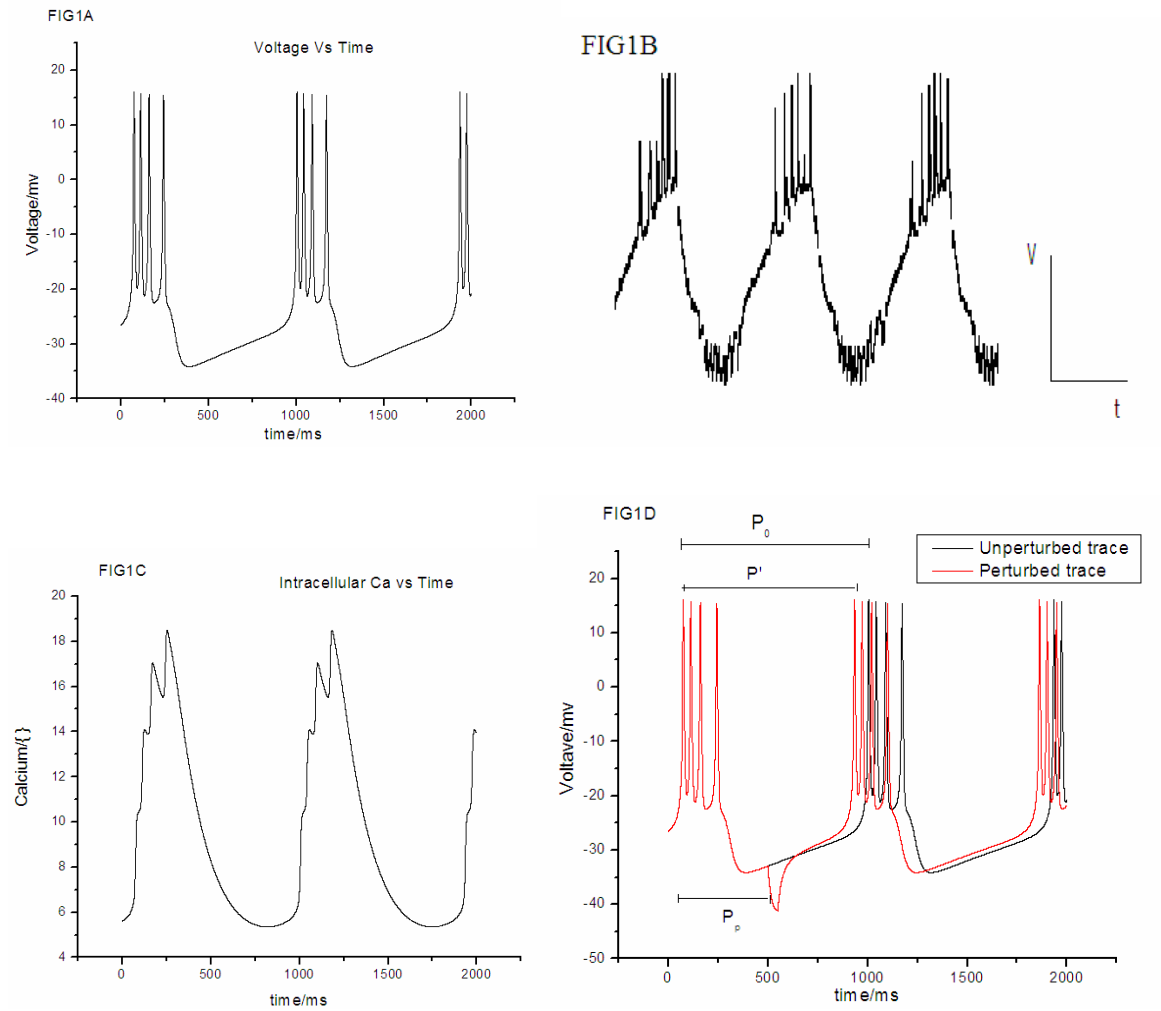 FIG1A
Voltage Vs Time
Voltage/mv
20
10
0
-10
-20
-30
-40
0 500 1000 1500 2000
time/ms
FIG1B
V
t
FIG1C
Intracellular Ca vs Time
Calcium/{}
20
18
16
14
12
10
8
6
4
0 500 1000 1500 2000
time/ms
FIG1D
P0
P'
Unperturbed trace
Perturbed trace
Voltave/mv
20
10
0
-10
-20
-30
-40
-50
Pp
0 500 1000 1500 2000
time/ms